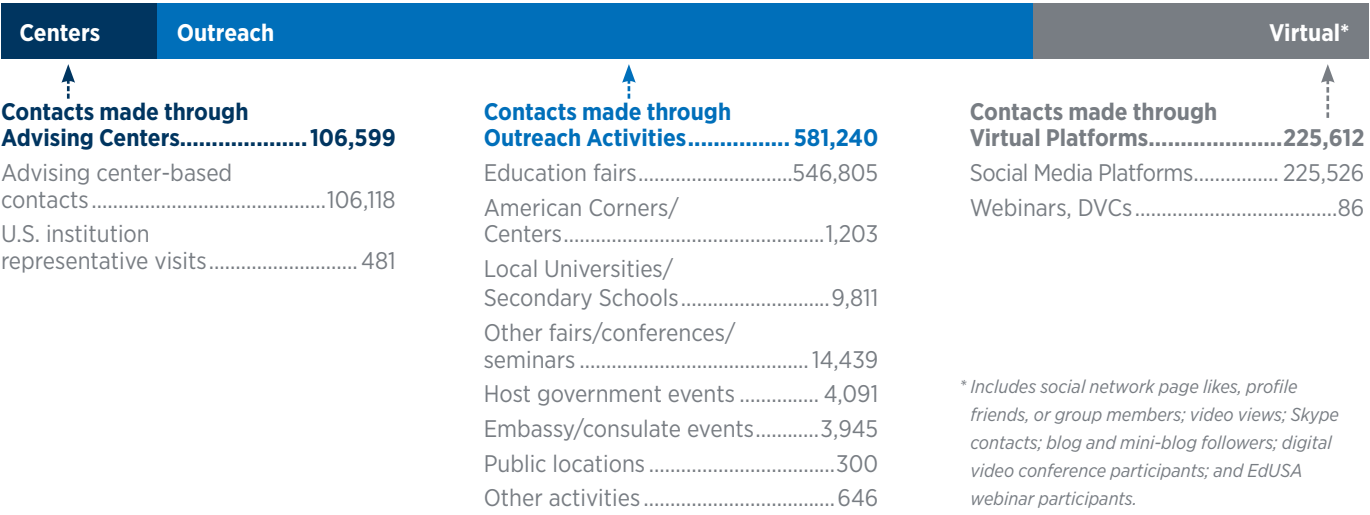 Centers
Outreach
Virtual*
Contacts made through
Advising Centers.....................106,599
Advising center-based
contacts.......................................106,118
U.S. institution
representative visits........................... 481
Contacts made through
Outreach Activities................. 581,240
Education fairs..........................546,805
American Corners/
Centers............................................1,203
Local Universities/
Secondary Schools.........................9,811
Other fairs/conferences/
seminars ...................................... 14,439
Host government events ............... 4,091
Embassy/consulate events............3,945
Public locations ...............................300
Other activities................................646
Contacts made through
Virtual Platforms.......................225,612
Social Media Platforms................ 225,526
Webinars, DVCs..................................86
* Includes social network page likes, profile
friends, or group members; video views; Skype
contacts; blog and mini-blog followers; digital
video conference participants; and EdUSA
webinar participants.